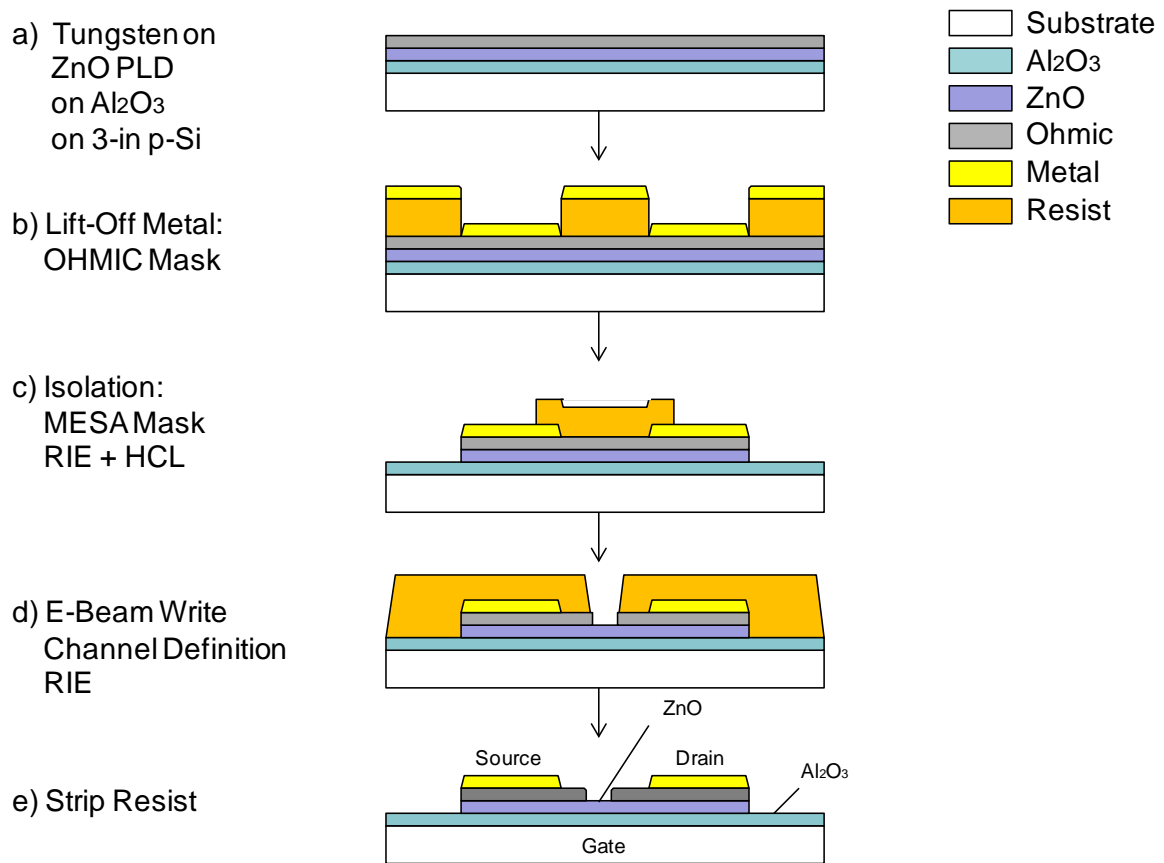 a) Tungsten on
ZnO PLD
on Al2O3
on 3-in p-Si
Substrate
Al2O3
ZnO
Ohmic
Metal
Resist
b) Lift-Off Metal:
OHMIC Mask
c) Isolation:
MESA Mask
RIE + HCL
d) E-Beam Write
Channel Definition
RIE
ZnO
Source
Drain
Al2O3
e) Strip Resist
Gate